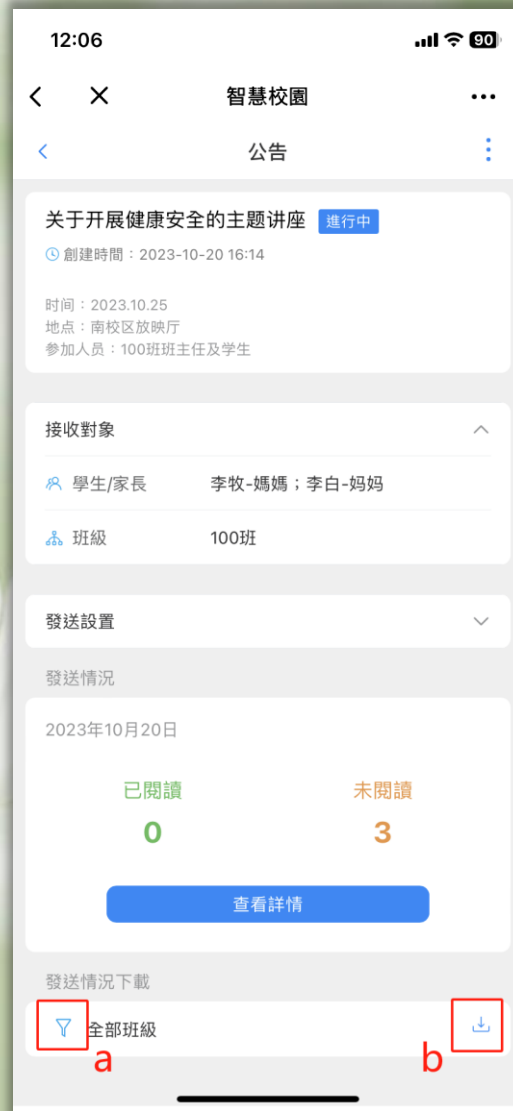 12:06
90
智慧校園
公告
关于开展健康安全的主题讲座 進行中
創建時間：2023-10-20 16:14
时间：2023.10.25
地点：南校区放映厅
参加人员：100班班主任及学生
接收對象
學生/家長 李牧-媽媽；李白-妈妈
班級 100班
發送設置
發送情況
2023年10月20日
已閱讀 未閱讀
0 3
查看詳情
發送情況下載
全部班級
a b